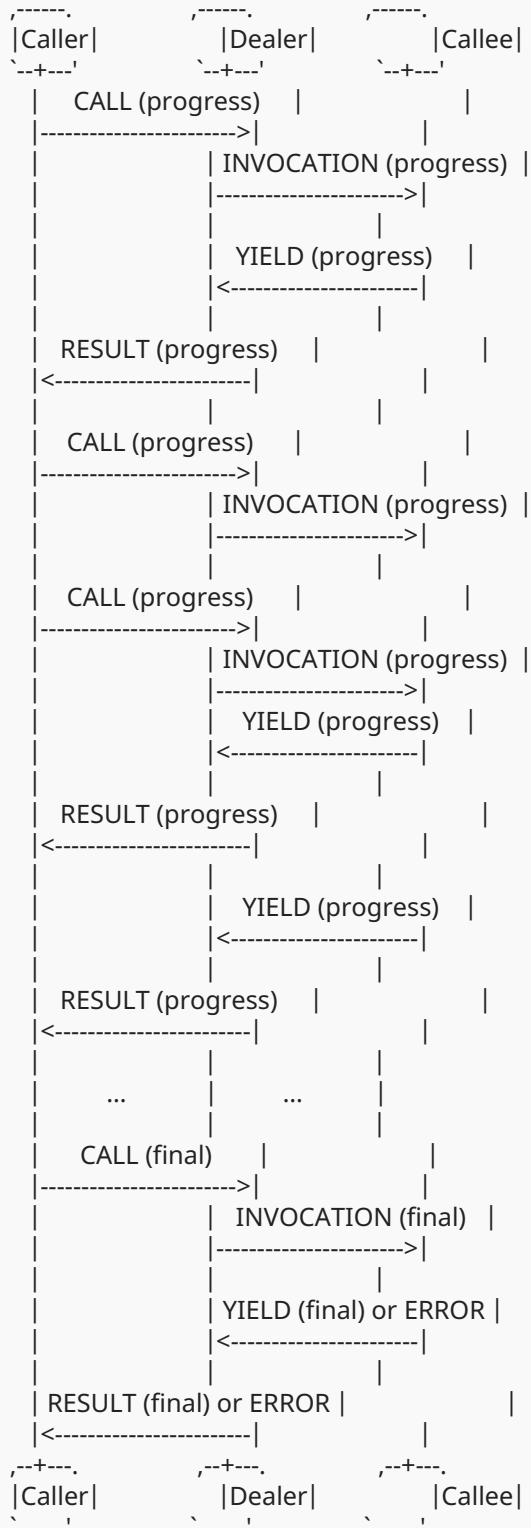 ,------.          ,------.          ,------.
|Caller|          |Dealer|          |Callee|
`--+---'          `--+---'          `--+---'
|     CALL (progress)     |                         |
|------------------------>|                    |
|                    | INVOCATION (progress)  |
|                    |----------------------->|
|                    |                    |
|                    |   YIELD (progress)     |
|                    |<-----------------------|
|                    |                    |
|   RESULT (progress)     |                         |
|<------------------------|                    |
|                    |                    |
|    CALL (progress)      |                         |
|------------------------>|                    |
|                    | INVOCATION (progress)  |
|                    |----------------------->|
|                    |                    |
|    CALL (progress)      |                         |
|------------------------>|                    |
|                    | INVOCATION (progress)  |
|                    |----------------------->|
|                    |    YIELD (progress)    |
|                    |<-----------------------|
|                    |                    |
|   RESULT (progress)     |                         |
|<------------------------|                    |
|                    |                    |
|                    |    YIELD (progress)    |
|                    |<-----------------------|
|                    |                    |
|   RESULT (progress)     |                         |
|<------------------------|                    |
|                    |                    |
|         ...          |         ...          |
|                    |                    |
|      CALL (final)       |                         |
|------------------------>|                    |
|                    |   INVOCATION (final)   |
|                    |----------------------->|
|                    |                    |
|                    | YIELD (final) or ERROR |
|                    |<-----------------------|
|                    |                    |
| RESULT (final) or ERROR |                         |
|<------------------------|                    |
,--+---.          ,--+---.          ,--+---.
|Caller|          |Dealer|          |Callee|
`------'          `------'          `------'